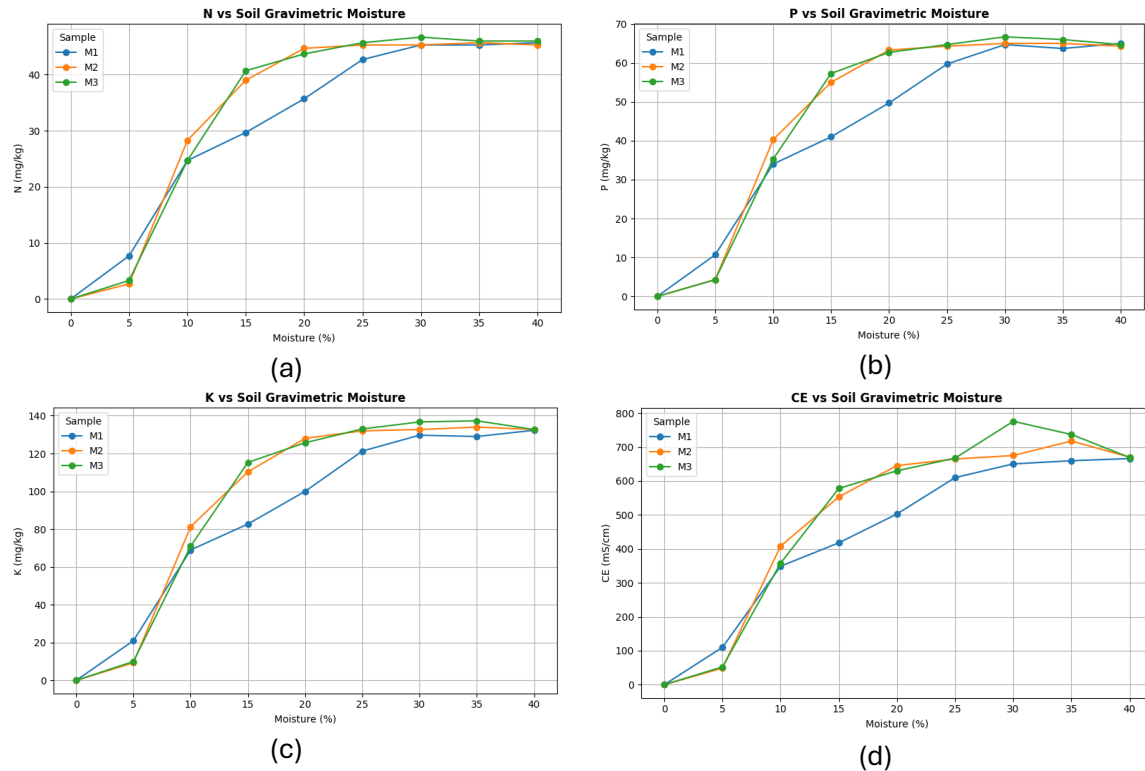 N vs Soil Gravimetric Moisture
Sample
M1
M2
M3
N (mg/kg)
40
30
20
10
0
0 5 10 15 20 25 30 35 40
Moisture (%)
(a)
P vs Soil Gravimetric Moisture
Sample
M1
M2
M3
P (mg/kg)
70
60
50
40
30
20
10
0
0 5 10 15 20 25 30 35 40
Moisture (%)
(b)
K vs Soil Gravimetric Moisture
Sample
M1
M2
M3
K (mg/kg)
140
120
100
80
60
40
20
0
0 5 10 15 20 25 30 35 40
Moisture (%)
(c)
CE vs Soil Gravimetric Moisture
Sample
M1
M2
M3
CE (mS/cm)
800
700
600
500
400
300
200
100
0
0 5 10 15 20 25 30 35 40
Moisture (%)
(d)